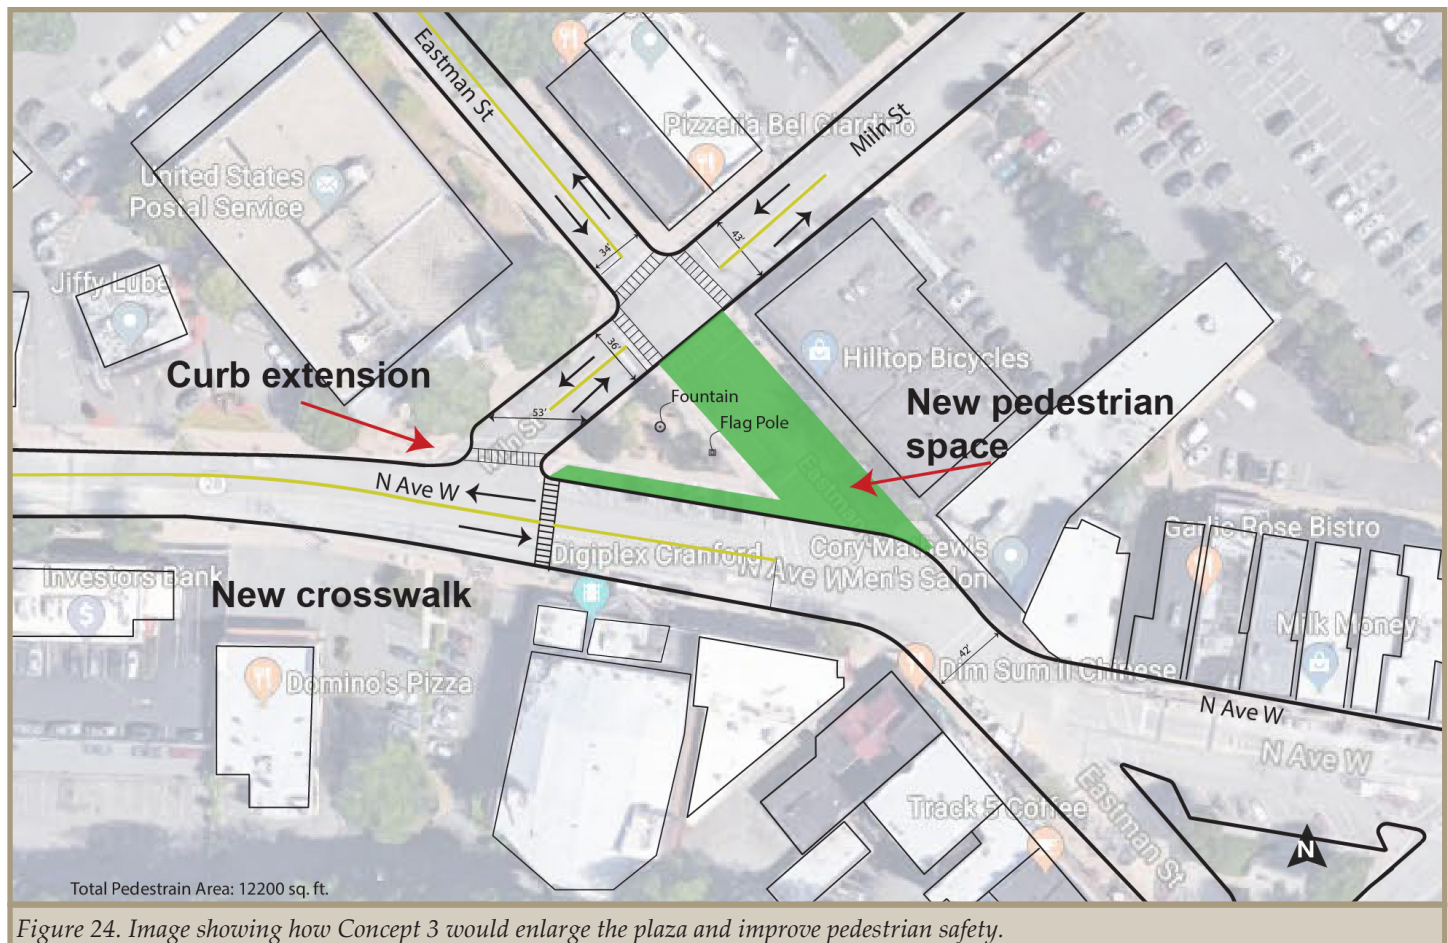 Eastman St
Miln St
Pizzeria Bel Giardino
United States
Postal Service
34'
43'
Jiffy Lube
36'
Hilltop Bicycles
Curb extension
Fountain
New pedestrian
space
Flag Pole
53'
Miln St
N Ave W
28
Eastman
Garlic Rose Bistro
Digiplex Cranford
N Ave W
Cory Mathewis
Men's Salon
Investors Bank
New crosswalk
Milk Money
42'
Dim Sum II Chinese
Domino's Pizza
N Ave W
N Ave W
Track 5 Coffee
Eastman St
N
Total Pedestrain Area: 12200 sq. ft.
Figure 24. Image showing how Concept 3 would enlarge the plaza and improve pedestrian safety.